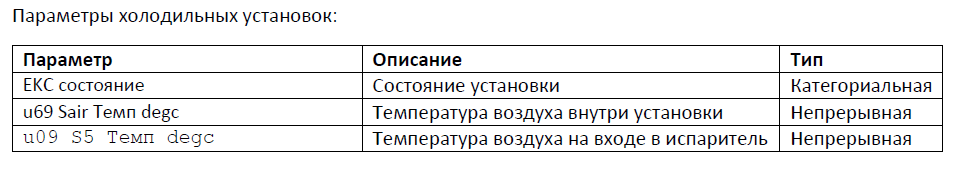 Параметры холодильных установок:
Параметр Описание Тип
ЕКС состояние Состояние установки Категориальная
u69 Sair Темп degc Температура воздуха внутри установки Непрерывная
u09 S5 Темп degc Температура воздуха на входе в испаритель Непрерывная